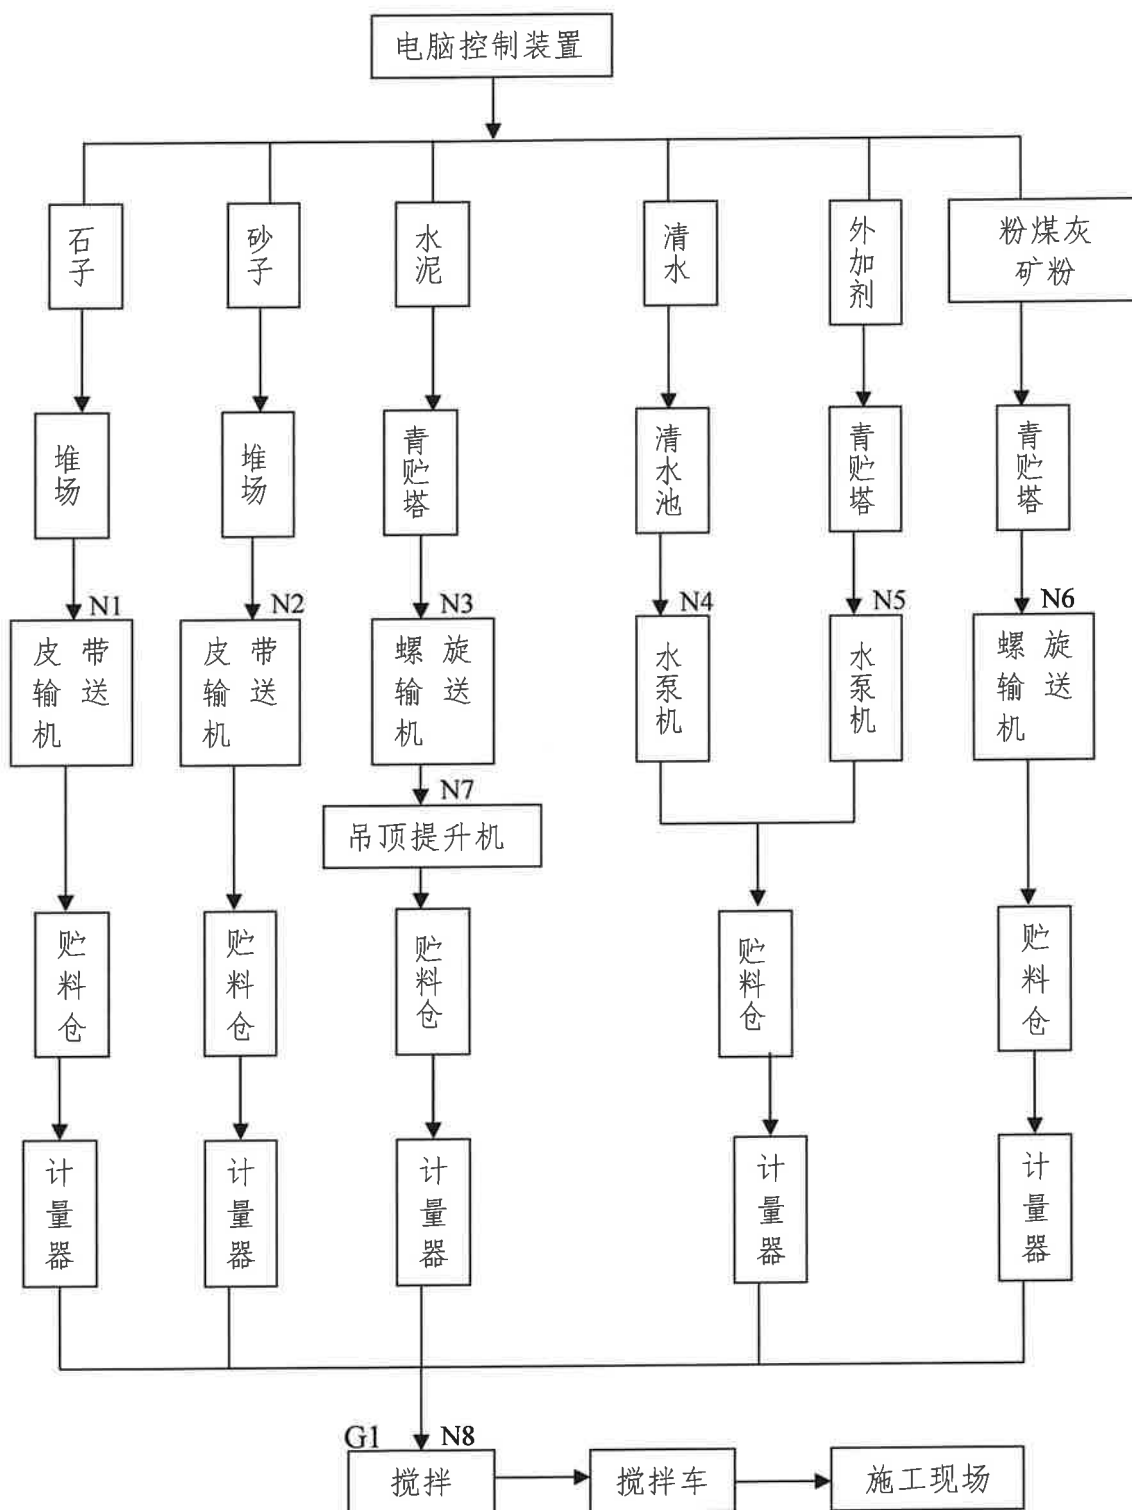 电脑控制装置
石子
砂子
水泥
清水
外加剂
粉煤灰
矿粉
堆场
堆场
青贮塔
清水池
青贮塔
青贮塔
N1
N2
N3
N4
N5
N6
皮带
输送
机
皮带
输送
机
螺旋
输送
机
水泵机
水泵机
螺旋
输送
机
N7
吊顶提升机
贮料仓
贮料仓
贮料仓
贮料仓
贮料仓
计量器
计量器
计量器
计量器
计量器
G1
N8
搅拌
搅拌车
施工现场